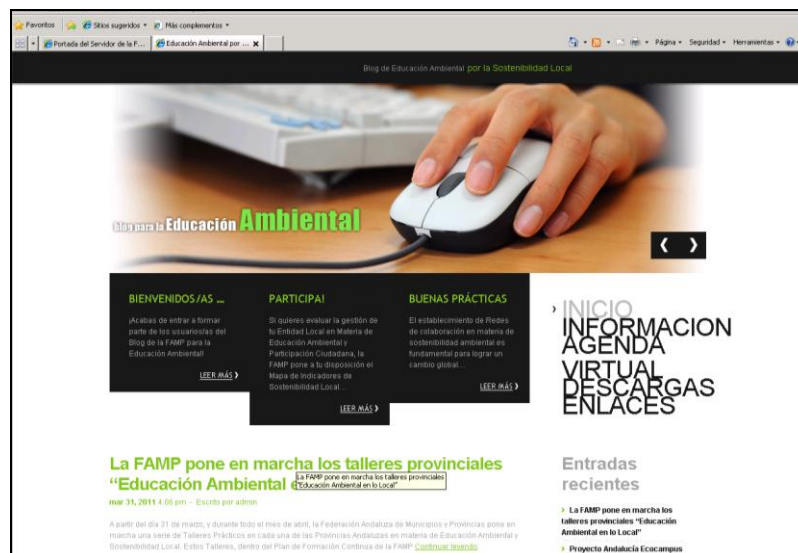 Favoritos Sitios sugeridos Más complementos
Portada del Servidor de la F... Educación Ambiental por ... Página Seguridad Herramientas
Blog de Educación Ambiental por la Sostenibilidad Local
blog para la Educación Ambiental
BIENVENIDOS/AS ...
¡Acabas de entrar a formar
parte de los usuarios/as del
Blog de la FAMP para la
Educación Ambiental!
LEER MÁS
PARTICIPA!
Si quieres evaluar la gestión de
tu Entidad Local en Materia de
Educación Ambiental y
Participación Ciudadana, la
FAMP pone a tu disposición el
Mapa de Indicadores de
Sostenibilidad Local...
LEER MÁS
BUENAS PRÁCTICAS
El establecimiento de Redes
de colaboración en materia de
sostenibilidad ambiental es
fundamental para lograr un
cambio global...
LEER MÁS
INICIO
INFORMACION
AGENDA
VIRTUAL
DESCARGAS
ENLACES
La FAMP pone en marcha los talleres provinciales
“Educación Ambiental
La FAMP pone en marcha los talleres provinciales
"Educación Ambiental en lo Local"
mar 31, 2011 4:06 pm - Escrito por admin
A partir del día 31 de marzo, y durante todo el mes de abril, la Federación Andaluza de Municipios y Provincias pone en
marcha una serie de Talleres Prácticos en cada una de las Provincias Andaluzas en materia de Educación Ambiental y
Sostenibilidad Local. Estos Talleres, dentro del Plan de Formación Continua de la FAMP Continuar leyendo
Entradas
recientes
La FAMP pone en marcha los
talleres provinciales “Educación
Ambiental en lo Local”
Proyecto Andalucía Ecocampus